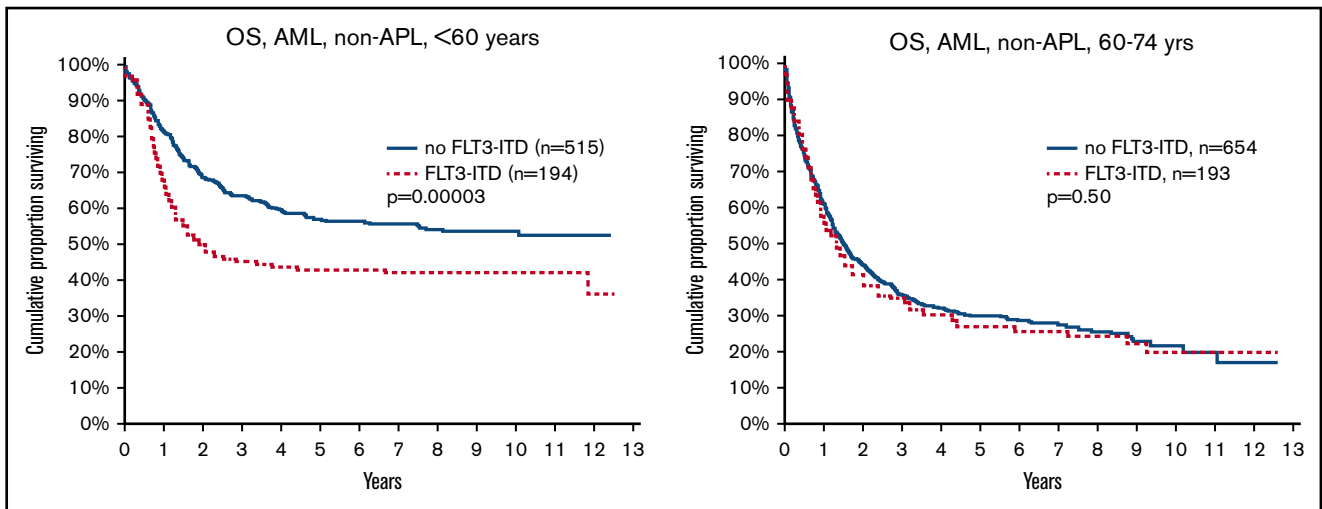 OS, AML, non-APL, <60 years
100%
90%
80%
70%
60%
50%
40%
30%
20%
10%
0%
Cumulative proportion surviving
no FLT3-ITD (n=515)
FLT3-ITD (n=194)
p=0.00003
0 1 2 3 4 5 6 7 8 9 10 11 12 13
Years
OS, AML, non-APL, 60-74 yrs
100%
90%
80%
70%
60%
50%
40%
30%
20%
10%
0%
Cumulative proportion surviving
no FLT3-ITD, n=654
FLT3-ITD, n=193
p=0.50
0 1 2 3 4 5 6 7 8 9 10 11 12 13
Years